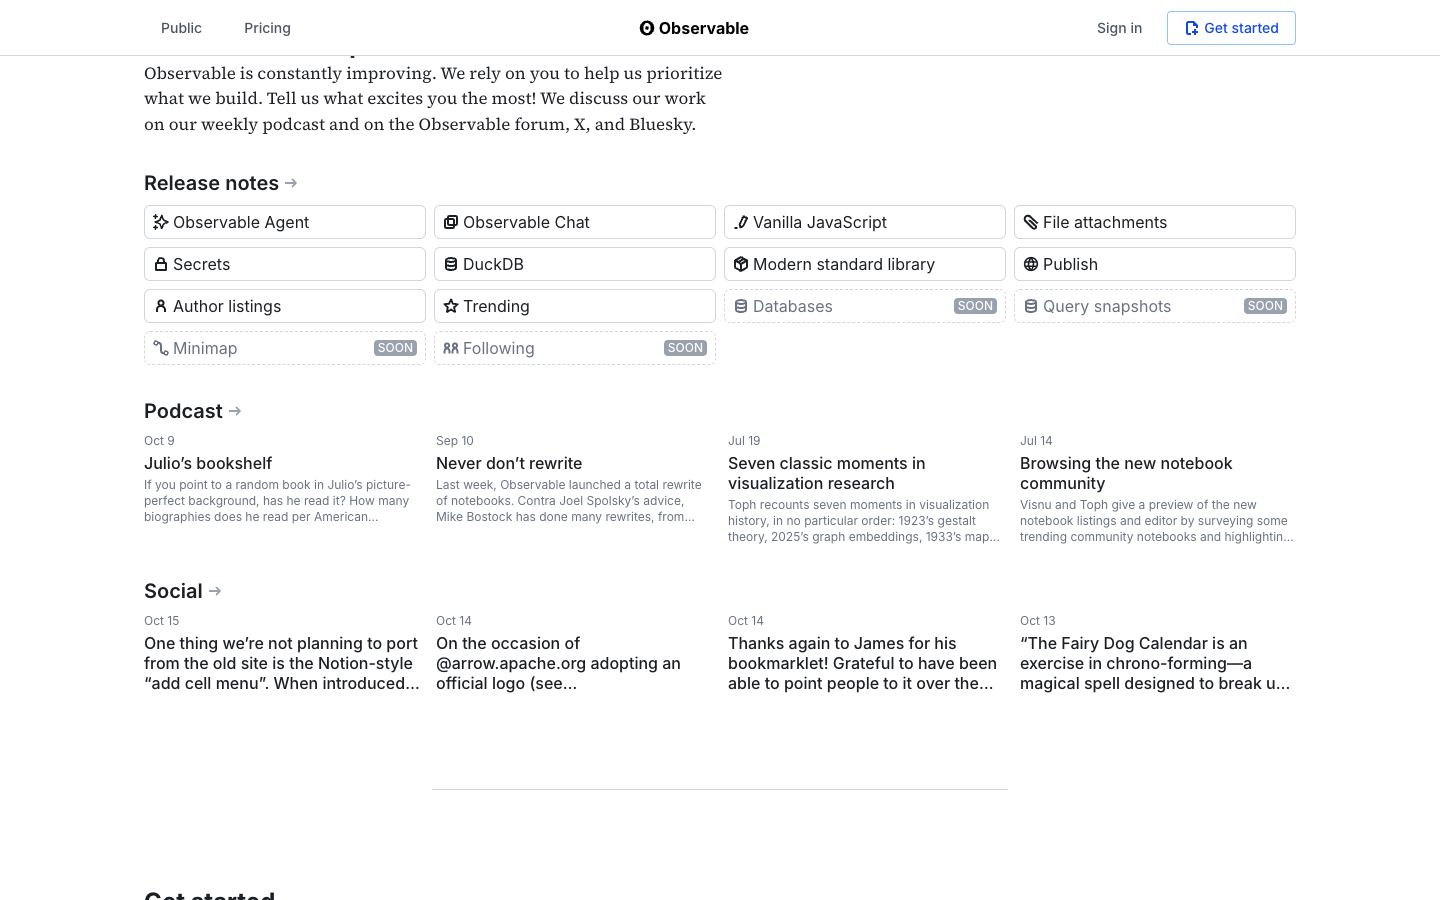 Public
Pricing
Observable
Sign in
Get started
Observable is constantly improving. We rely on you to help us prioritize
what we build. Tell us what excites you the most! We discuss our work
on our weekly podcast and on the Observable forum, X, and Bluesky.
Release notes →
Observable Agent
Observable Chat
Vanilla JavaScript
File attachments
Secrets
DuckDB
Modern standard library
Publish
Author listings
Trending
Databases SOON
Query snapshots SOON
Minimap SOON
Following SOON
Podcast →
Oct 9
Julio’s bookshelf
If you point to a random book in Julio’s picture-
perfect background, has he read it? How many
biographies does he read per American…
Sep 10
Never don’t rewrite
Last week, Observable launched a total rewrite
of notebooks. Contra Joel Spolsky’s advice,
Mike Bostock has done many rewrites, from…
Jul 19
Seven classic moments in
visualization research
Toph recounts seven moments in visualization
history, in no particular order: 1923’s gestalt
theory, 2025’s graph embeddings, 1933’s map…
Jul 14
Browsing the new notebook
community
Visnu and Toph give a preview of the new
notebook listings and editor by surveying some
trending community notebooks and highlightin…
Social →
Oct 15
One thing we’re not planning to port
from the old site is the Notion-style
“add cell menu”. When introduced…
Oct 14
On the occasion of
@arrow.apache.org adopting an
official logo (see…
Oct 14
Thanks again to James for his
bookmarklet! Grateful to have been
able to point people to it over the…
Oct 13
“The Fairy Dog Calendar is an
exercise in chrono-forming—a
magical spell designed to break u…
Get started